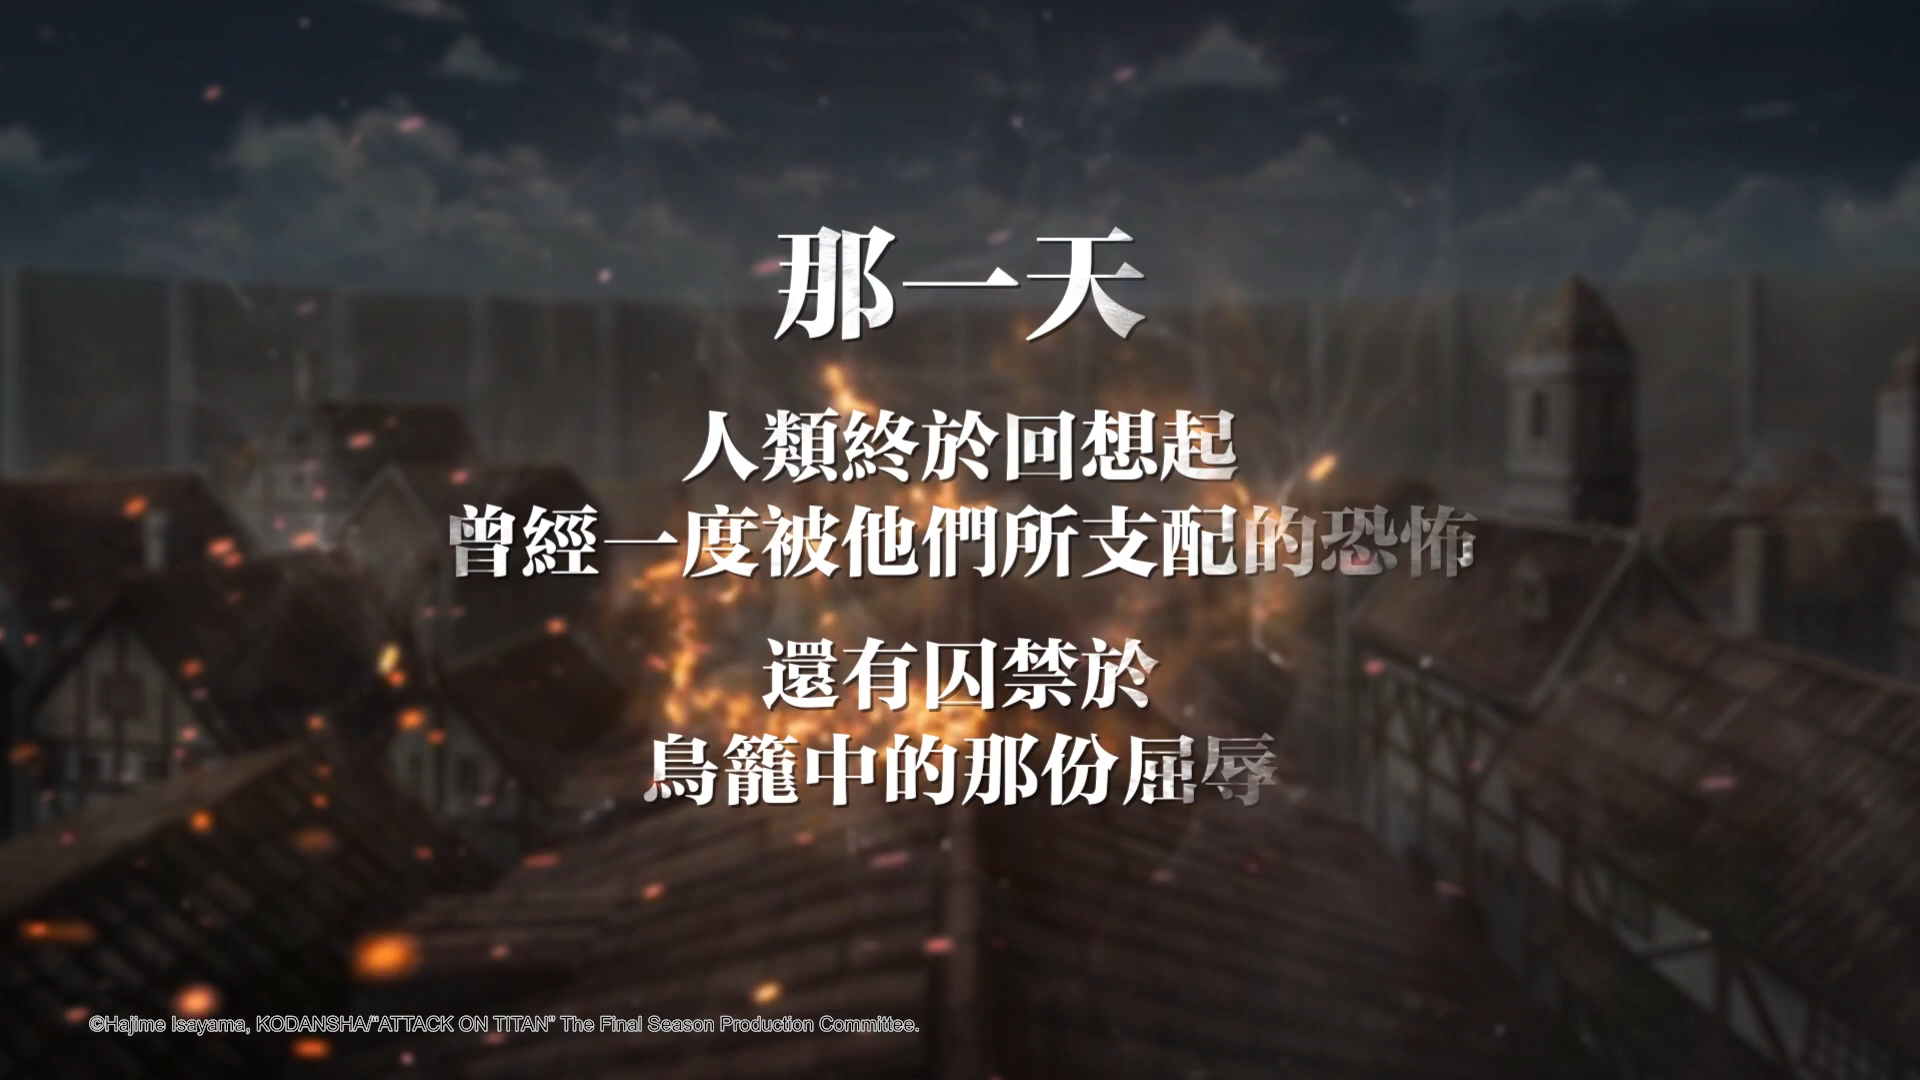 那一天
人類終於回想起
曾經一度被他們所支配的恐怖
還有囚禁於
鳥籠中的那份屈辱
©Hajime Isayama, KODANSHA/"ATTACK ON TITAN" The Final Season Production Committee.